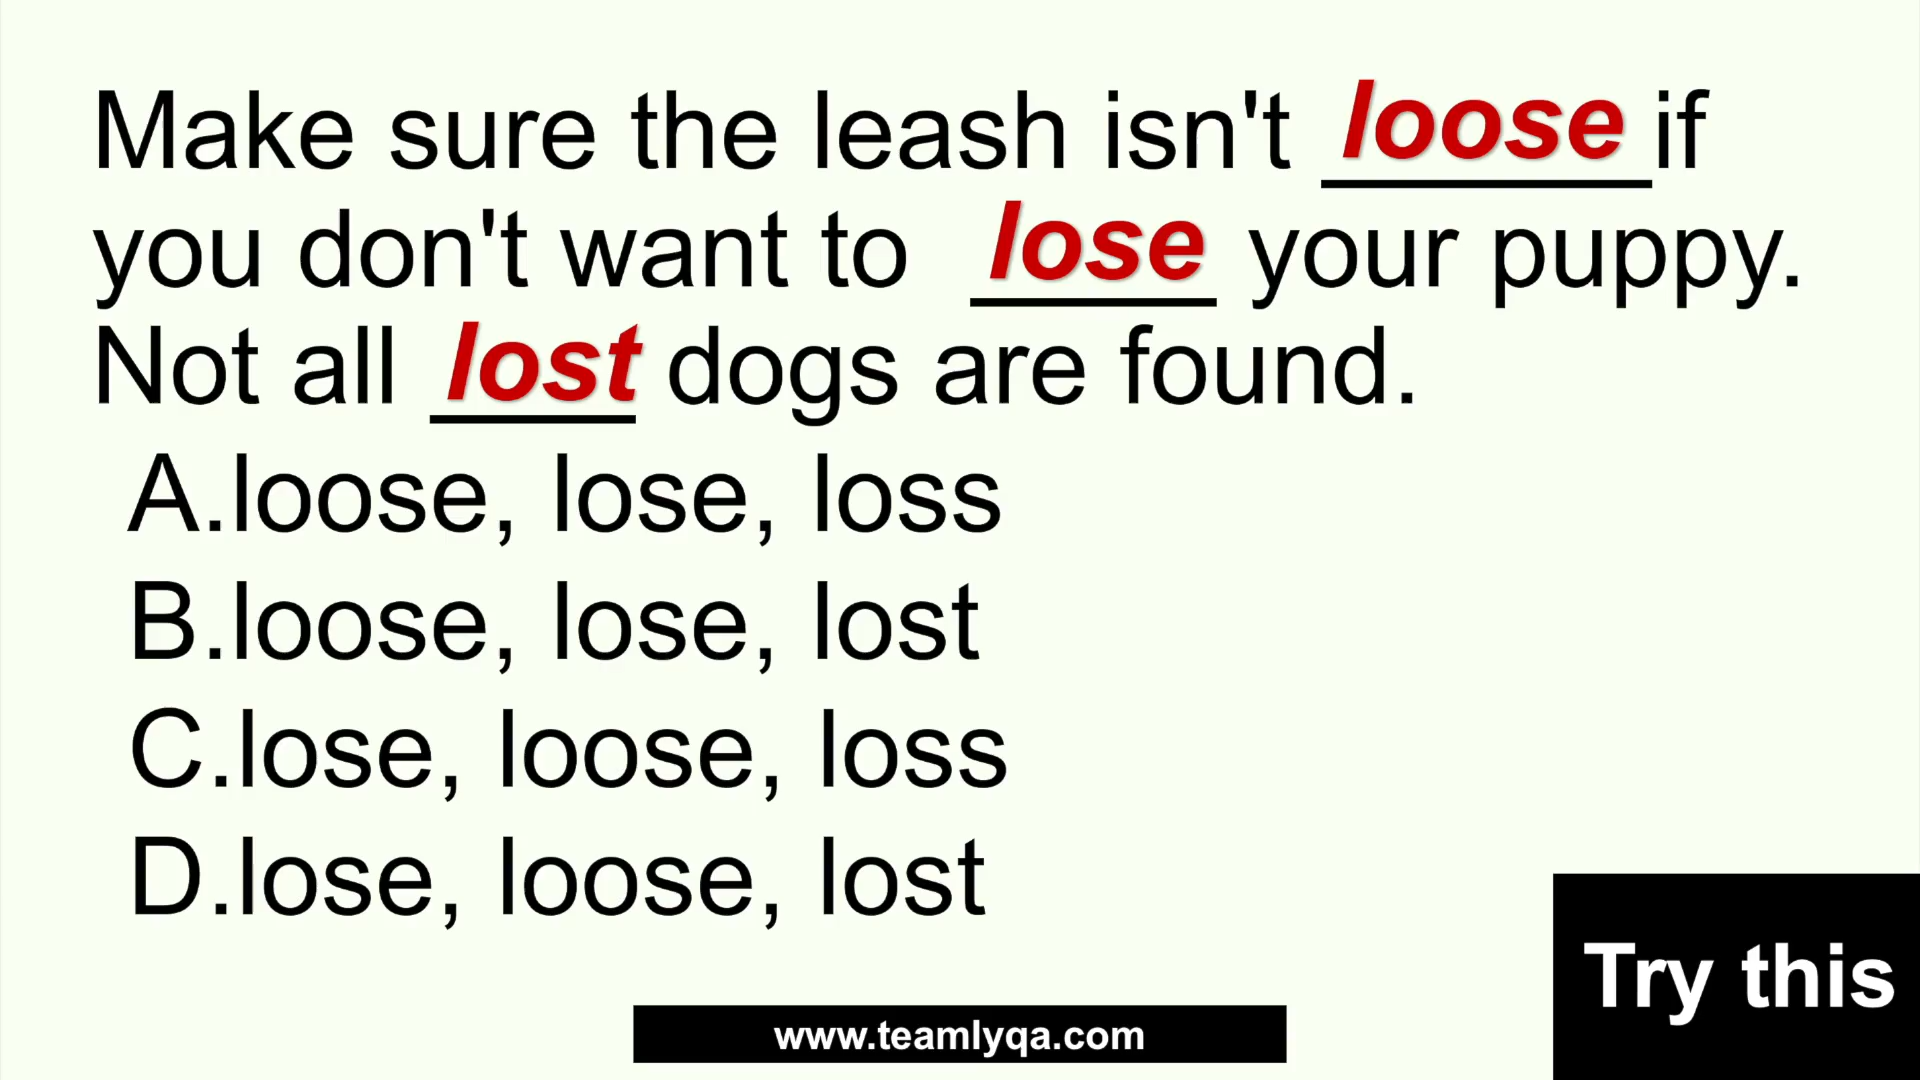 Make sure the leash isn't loose if
you don't want to lose your puppy.
Not all lost dogs are found.
A.loose, lose, loss
B.loose, lose, lost
C.lose, loose, loss
D.lose, loose, lost
Try this
www.teamlyqa.com